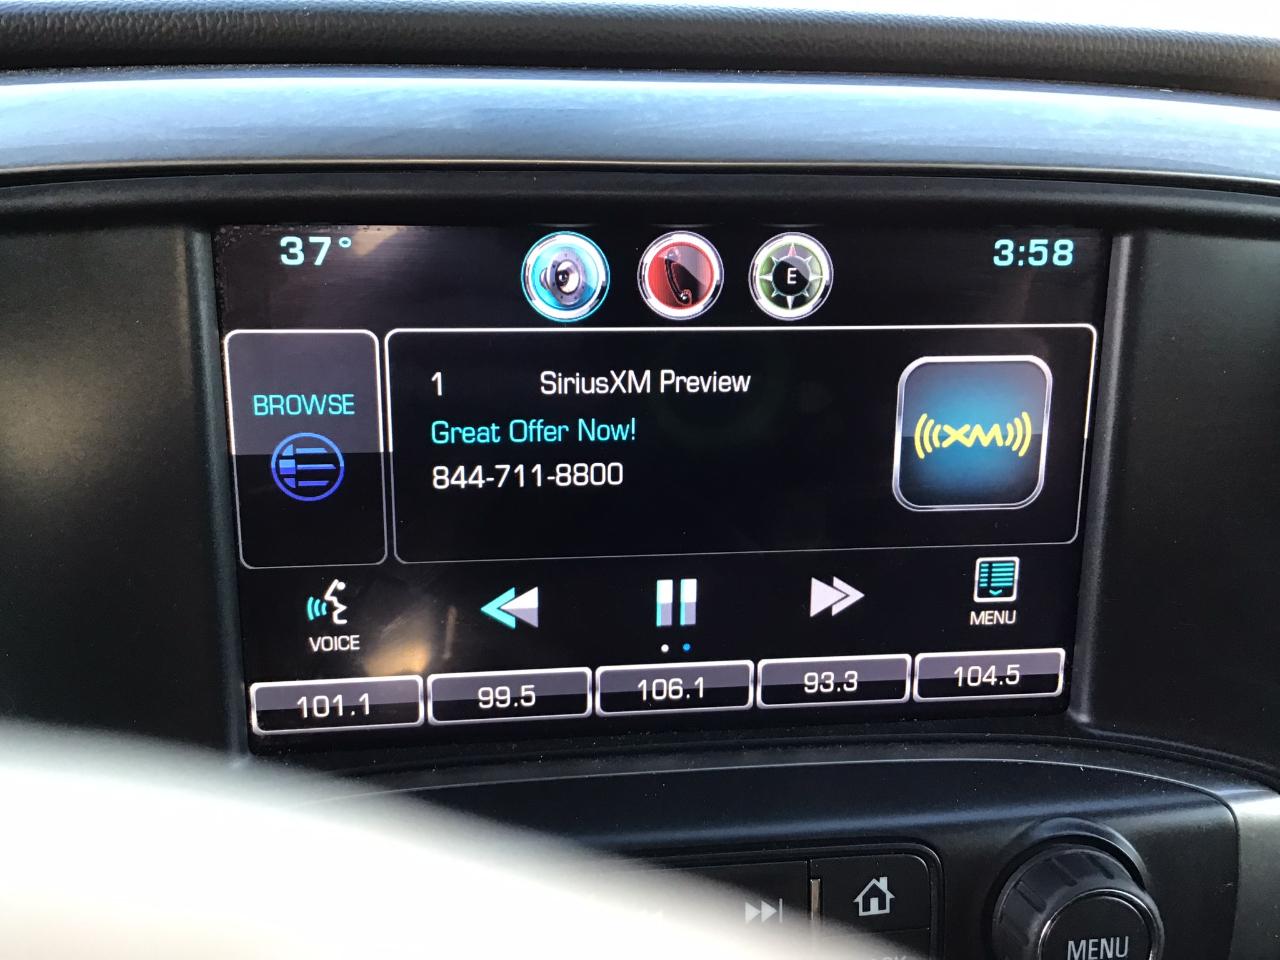 37°
E
3:58
BROWSE
1 SiriusXM Preview
Great Offer Now!
844-711-8800
((XM))
VOICE
MENU
101.1
99.5
106.1
93.3
104.5
MENU